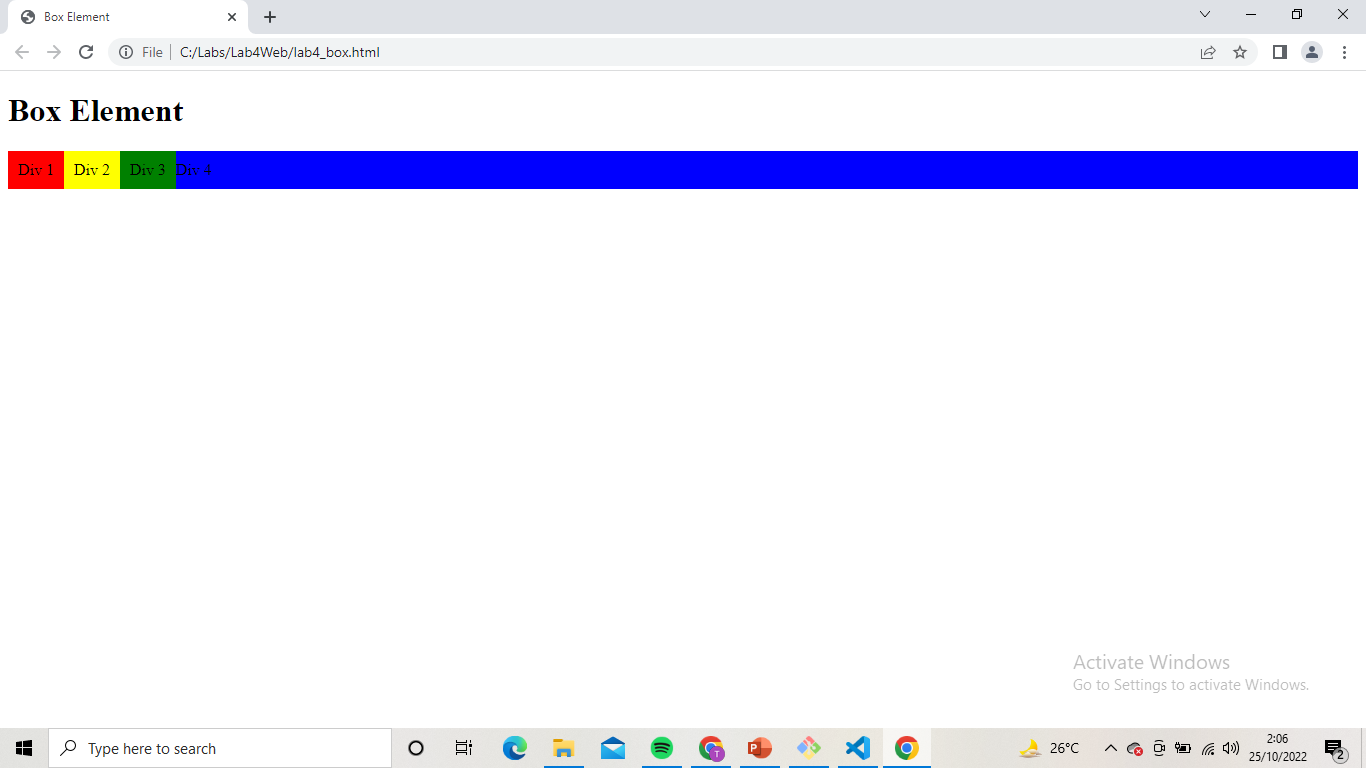 Box Element
File
C:/Labs/Lab4Web/lab4_box.html
Box Element
Div 1 Div 2 Div 3 Div 4
Activate Windows
Go to Settings to activate Windows.
Type here to search
T
P
26°C
2:06
25/10/2022
2